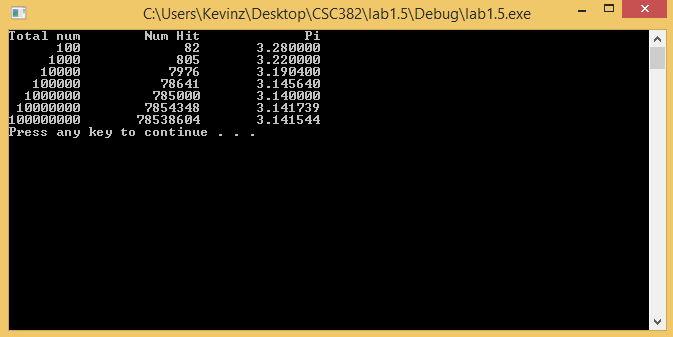 C:\Users\Kevinz\Desktop\CSC382\lab1.5\Debug\lab1.5.exe
Total num Num Hit Pi
100 82 3.280000
1000 805 3.220000
10000 7976 3.190400
100000 78641 3.145640
1000000 785000 3.140000
10000000 7854348 3.141739
100000000 78538604 3.141544
Press any key to continue . . .